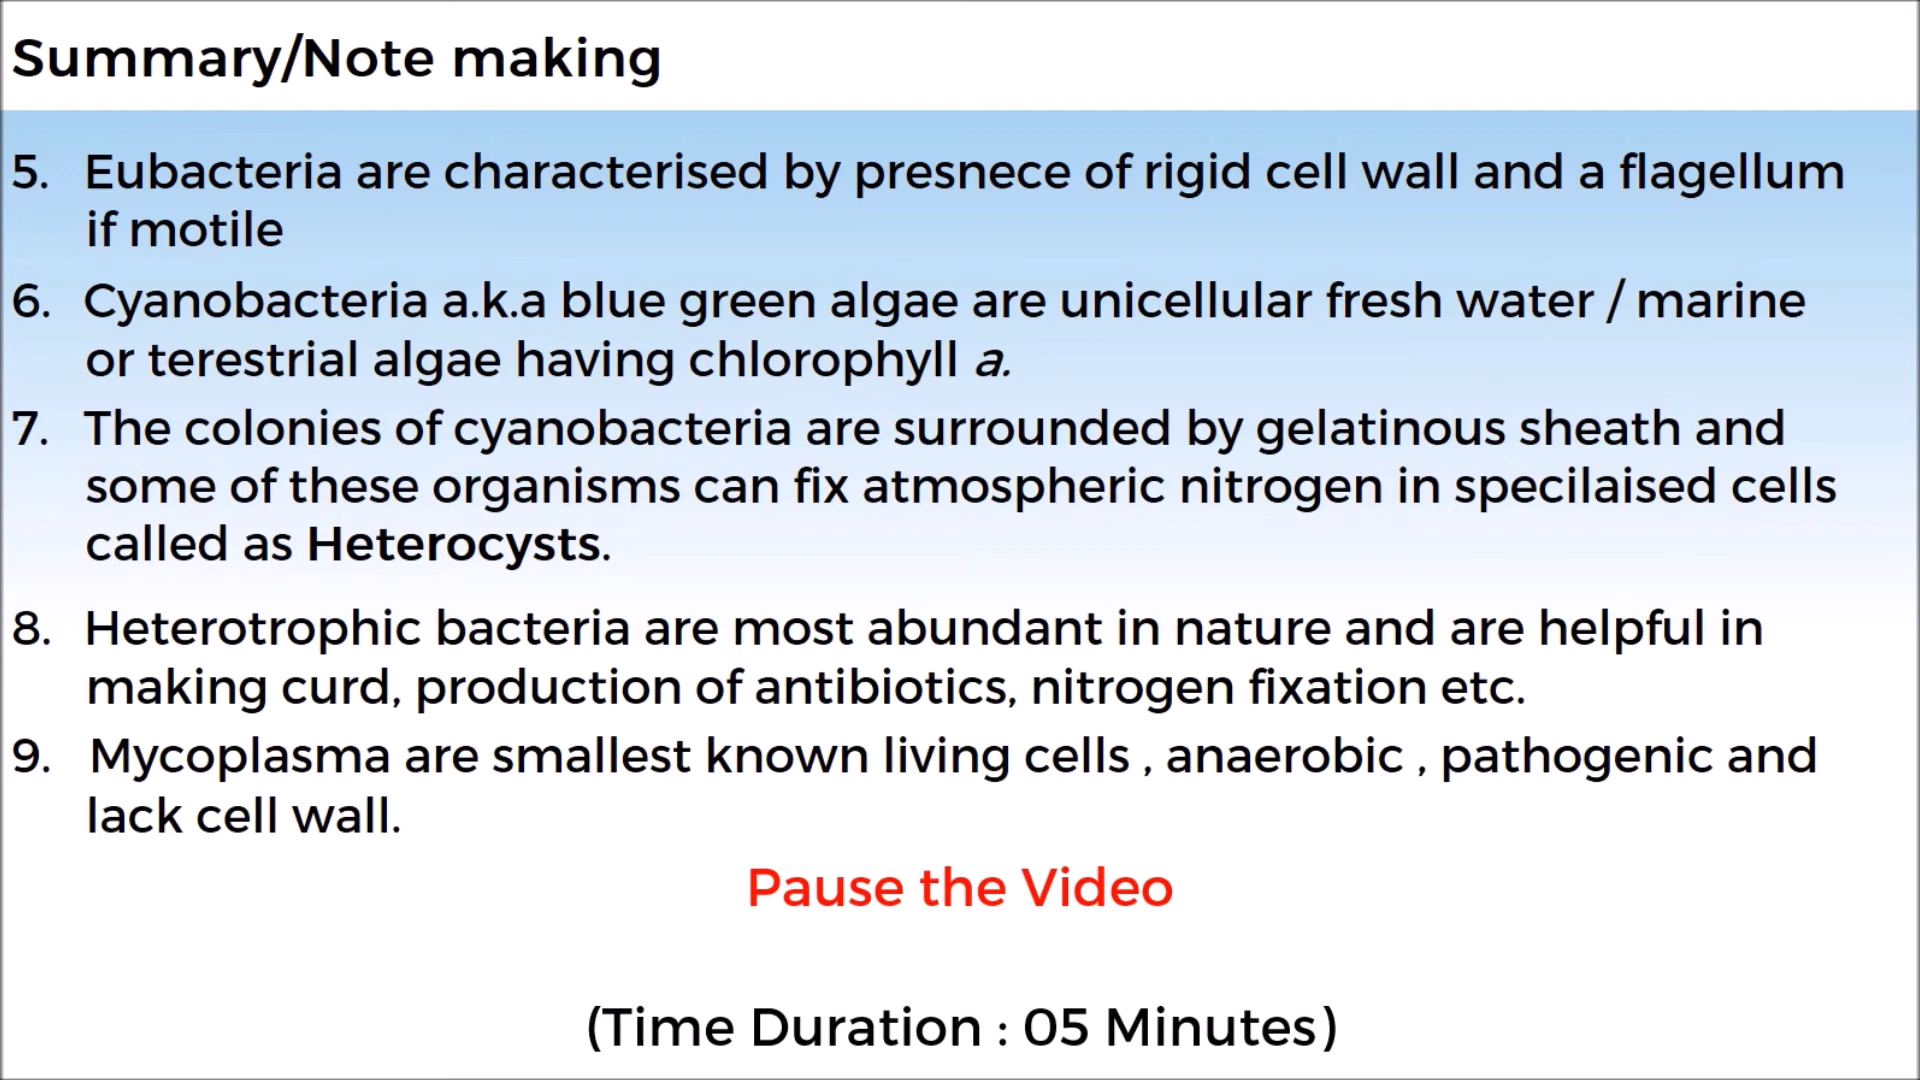 Summary/Note making
5. Eubacteria are characterised by presnece of rigid cell wall and a flagellum
if motile
6. Cyanobacteria a.k.a blue green algae are unicellular fresh water / marine
or terestrial algae having chlorophyll a.
7. The colonies of cyanobacteria are surrounded by gelatinous sheath and
some of these organisms can fix atmospheric nitrogen in specilaised cells
called as Heterocysts.
8. Heterotrophic bacteria are most abundant in nature and are helpful in
making curd, production of antibiotics, nitrogen fixation etc.
9. Mycoplasma are smallest known living cells , anaerobic , pathogenic and
lack cell wall.
Pause the Video
(Time Duration : 05 Minutes)